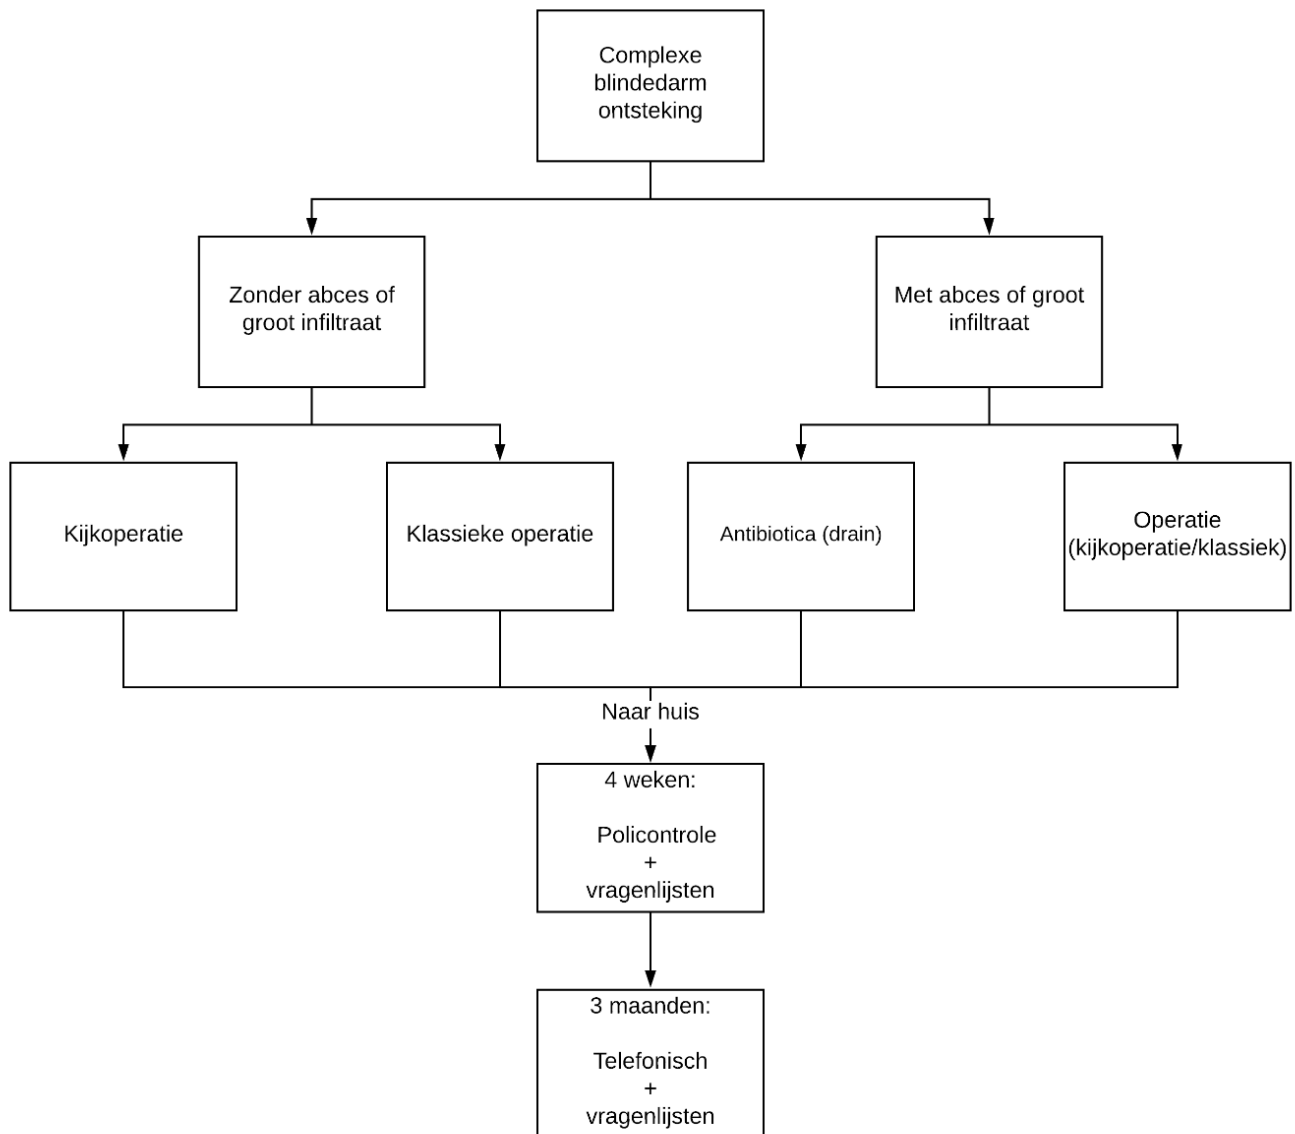 Complexe
blindedarm
ontsteking
Zonder abces of
groot infiltraat
Met abces of groot
infiltraat
Kijkoperatie
Klassieke operatie
Antibiotica (drain)
Operatie
(kijkoperatie/klassiek)
Naar huis
4 weken:
Policontrole
+
vragenlijsten
3 maanden:
Telefonisch
+
vragenlijsten